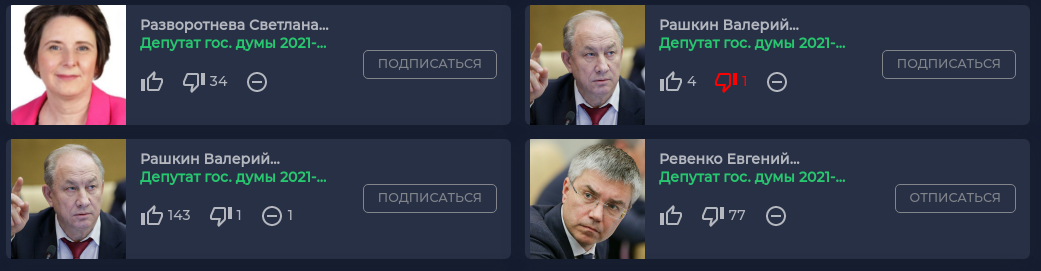 Разворотнева Светлана...
Депутат гос. думы 2021-...
ПОДПИСАТЬСЯ
34
Рашкин Валерий...
Депутат гос. думы 2021-...
ПОДПИСАТЬСЯ
4 1
Рашкин Валерий...
Депутат гос. думы 2021-...
ПОДПИСАТЬСЯ
143 1 1
Ревенко Евгений...
Депутат гос. думы 2021-...
ОТПИСАТЬСЯ
77